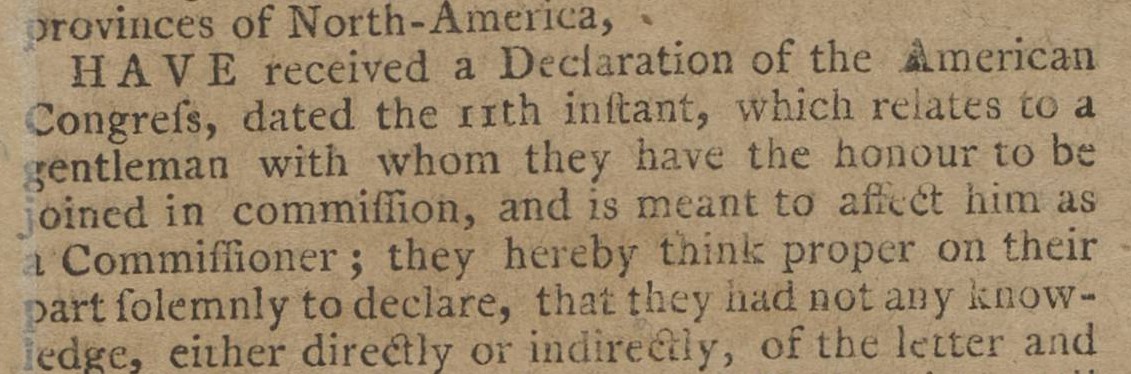 provinces of North-America,
HAVE received a Declaration of the American
Congreſs, dated the 11th inſtant, which relates to a
gentleman with whom they have the honour to be
joined in commiſſion, and is meant to affect him as
a Commiſſioner; they hereby think proper on their
part ſolemnly to declare, that they had not any know-
ledge, either directly or indirectly, of the letter and